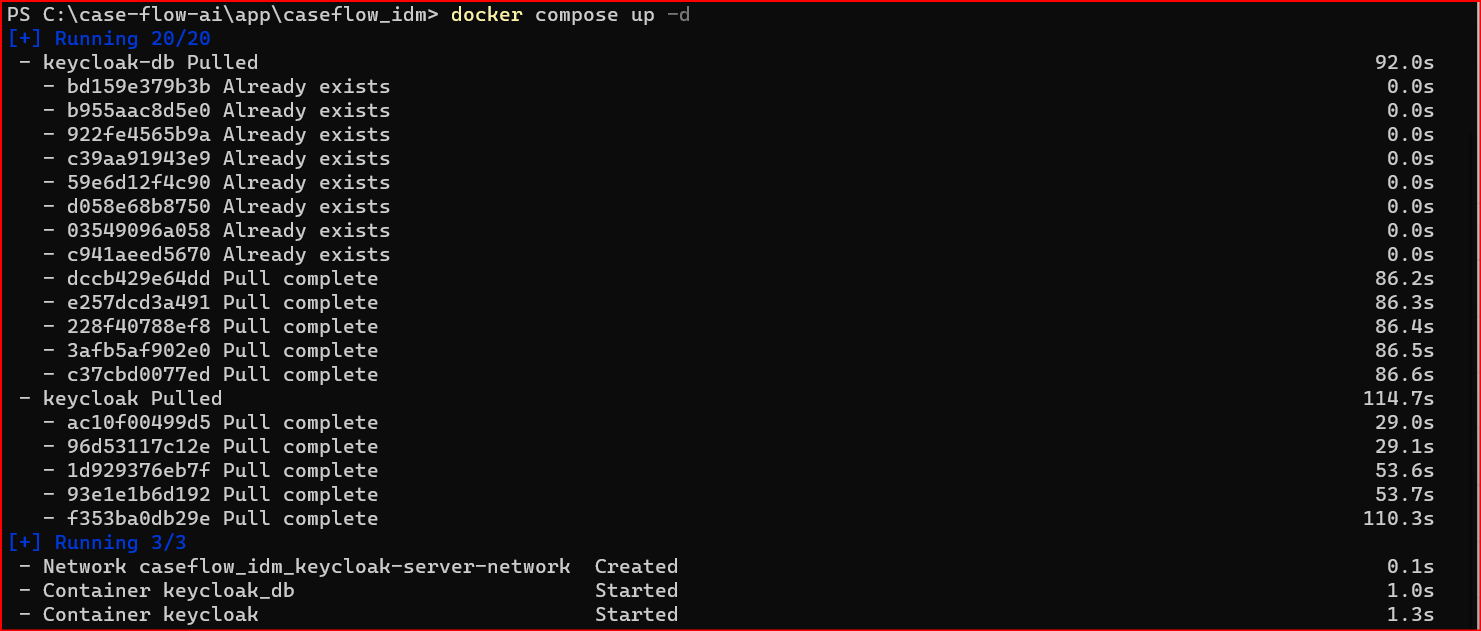 PS C:\case-flow-ai\app\caseflow_idm> docker compose up -d
[+] Running 20/20
- keycloak-db Pulled 92.0s
- bd159e379b3b Already exists 0.0s
- b955aac8d5e0 Already exists 0.0s
- 922fe4565b9a Already exists 0.0s
- c39aa91943e9 Already exists 0.0s
- 59e6d12f4c90 Already exists 0.0s
- d058e68b8750 Already exists 0.0s
- 03549096a058 Already exists 0.0s
- c941aeed5670 Already exists 0.0s
- dccb429e64dd Pull complete 86.2s
- e257dcd3a491 Pull complete 86.3s
- 228f40788ef8 Pull complete 86.4s
- 3afb5af902e0 Pull complete 86.5s
- c37cbd0077ed Pull complete 86.6s
- keycloak Pulled 114.7s
- ac10f00499d5 Pull complete 29.0s
- 96d53117c12e Pull complete 29.1s
- 1d929376eb7f Pull complete 53.6s
- 93e1e1b6d192 Pull complete 53.7s
- f353ba0db29e Pull complete 110.3s
[+] Running 3/3
- Network caseflow_idm_keycloak-server-network Created 0.1s
- Container keycloak_db Started 1.0s
- Container keycloak Started 1.3s